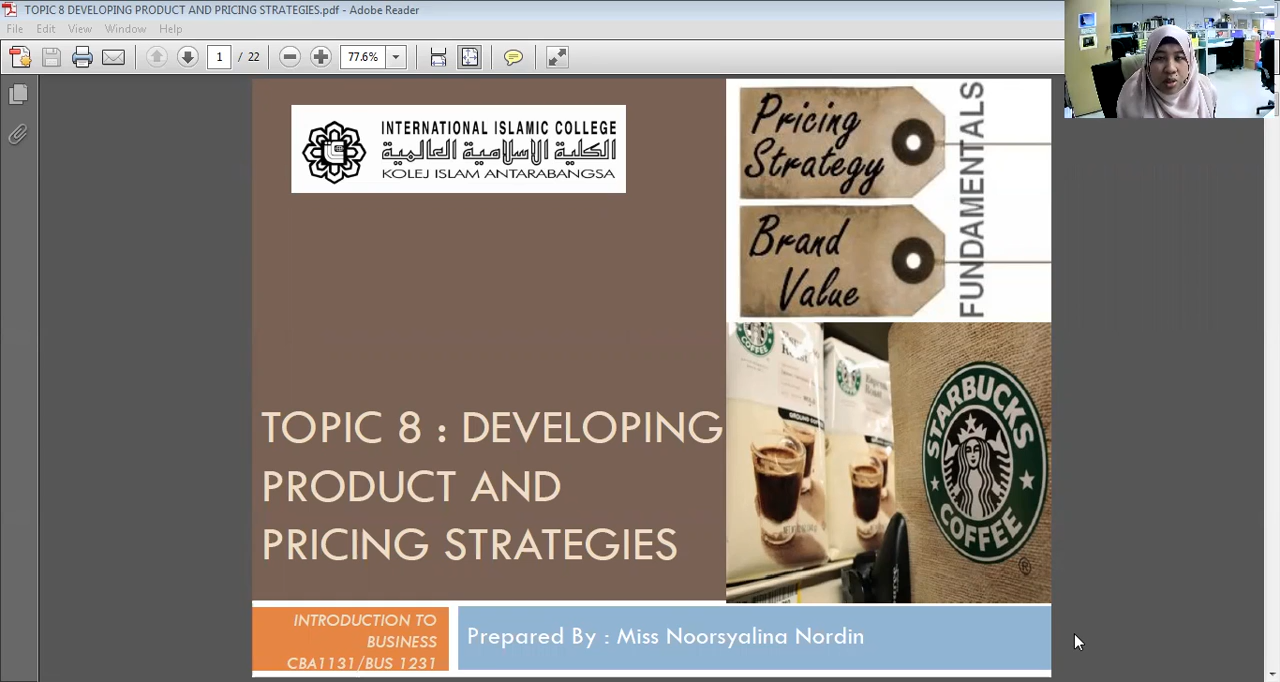 TOPIC 8 DEVELOPING PRODUCT AND PRICING STRATEGIES.pdf - Adobe Reader
File Edit View Window Help
1 / 22 77.6%
INTERNATIONAL ISLAMIC COLLEGE
الكلية الاسلامية العالمية
KOLEJ ISLAM ANTARABANGSA
Pricing
Strategy
Brand
Value
FUNDAMENTALS
TOPIC 8 : DEVELOPING
PRODUCT AND
PRICING STRATEGIES
COFFEE
STARBUCKS
COFFEE
®
INTRODUCTION TO
BUSINESS
CBA1131/BUS 1231
Prepared By : Miss Noorsyalina Nordin